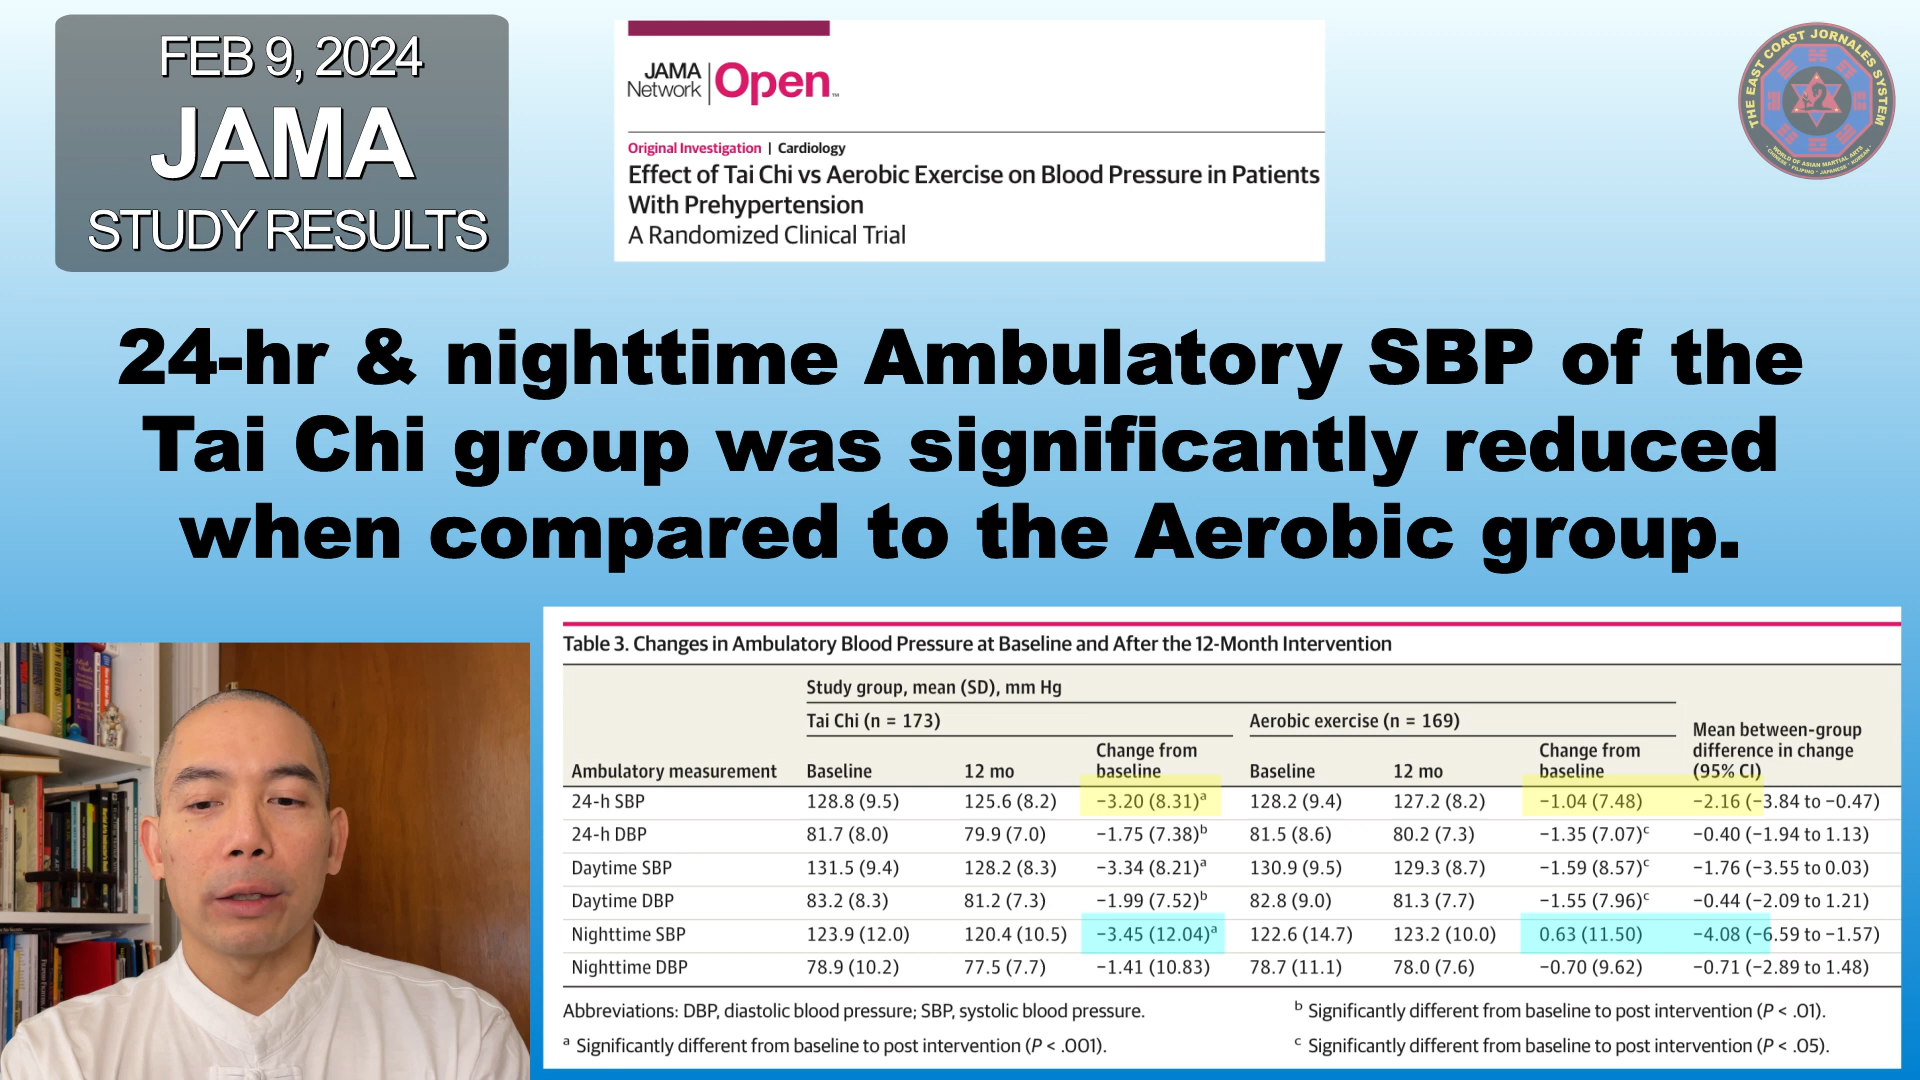 FEB 9, 2024
JAMA
STUDY RESULTS
JAMA
Network
Open™
Original Investigation | Cardiology
Effect of Tai Chi vs Aerobic Exercise on Blood Pressure in Patients
With Prehypertension
A Randomized Clinical Trial
THE EAST COAST JORNALES SYSTEM
WORLD OF ASIAN MARTIAL ARTS
· CHINESE · FILIPINO · JAPANESE · KOREAN ·
24-hr & nighttime Ambulatory SBP of the
Tai Chi group was significantly reduced
when compared to the Aerobic group.
Table 3. Changes in Ambulatory Blood Pressure at Baseline and After the 12-Month Intervention
Study group, mean (SD), mm Hg
Tai Chi (n = 173) Aerobic exercise (n = 169)
Ambulatory measurement Baseline 12 mo Change from baseline Baseline 12 mo Change from baseline Mean between-group difference in change (95% CI)
24-h SBP 128.8 (9.5) 125.6 (8.2) −3.20 (8.31)ᵃ 128.2 (9.4) 127.2 (8.2) −1.04 (7.48) −2.16 (−3.84 to −0.47)
24-h DBP 81.7 (8.0) 79.9 (7.0) −1.75 (7.38)ᵇ 81.5 (8.6) 80.2 (7.3) −1.35 (7.07)ᶜ −0.40 (−1.94 to 1.13)
Daytime SBP 131.5 (9.4) 128.2 (8.3) −3.34 (8.21)ᵃ 130.9 (9.5) 129.3 (8.7) −1.59 (8.57)ᶜ −1.76 (−3.55 to 0.03)
Daytime DBP 83.2 (8.3) 81.2 (7.3) −1.99 (7.52)ᵇ 82.8 (9.0) 81.3 (7.7) −1.55 (7.96)ᶜ −0.44 (−2.09 to 1.21)
Nighttime SBP 123.9 (12.0) 120.4 (10.5) −3.45 (12.04)ᵃ 122.6 (14.7) 123.2 (10.0) 0.63 (11.50) −4.08 (−6.59 to −1.57)
Nighttime DBP 78.9 (10.2) 77.5 (7.7) −1.41 (10.83) 78.7 (11.1) 78.0 (7.6) −0.70 (9.62) −0.71 (−2.89 to 1.48)
Abbreviations: DBP, diastolic blood pressure; SBP, systolic blood pressure.
ᵃ Significantly different from baseline to post intervention (P < .001).
ᵇ Significantly different from baseline to post intervention (P < .01).
ᶜ Significantly different from baseline to post intervention (P < .05).